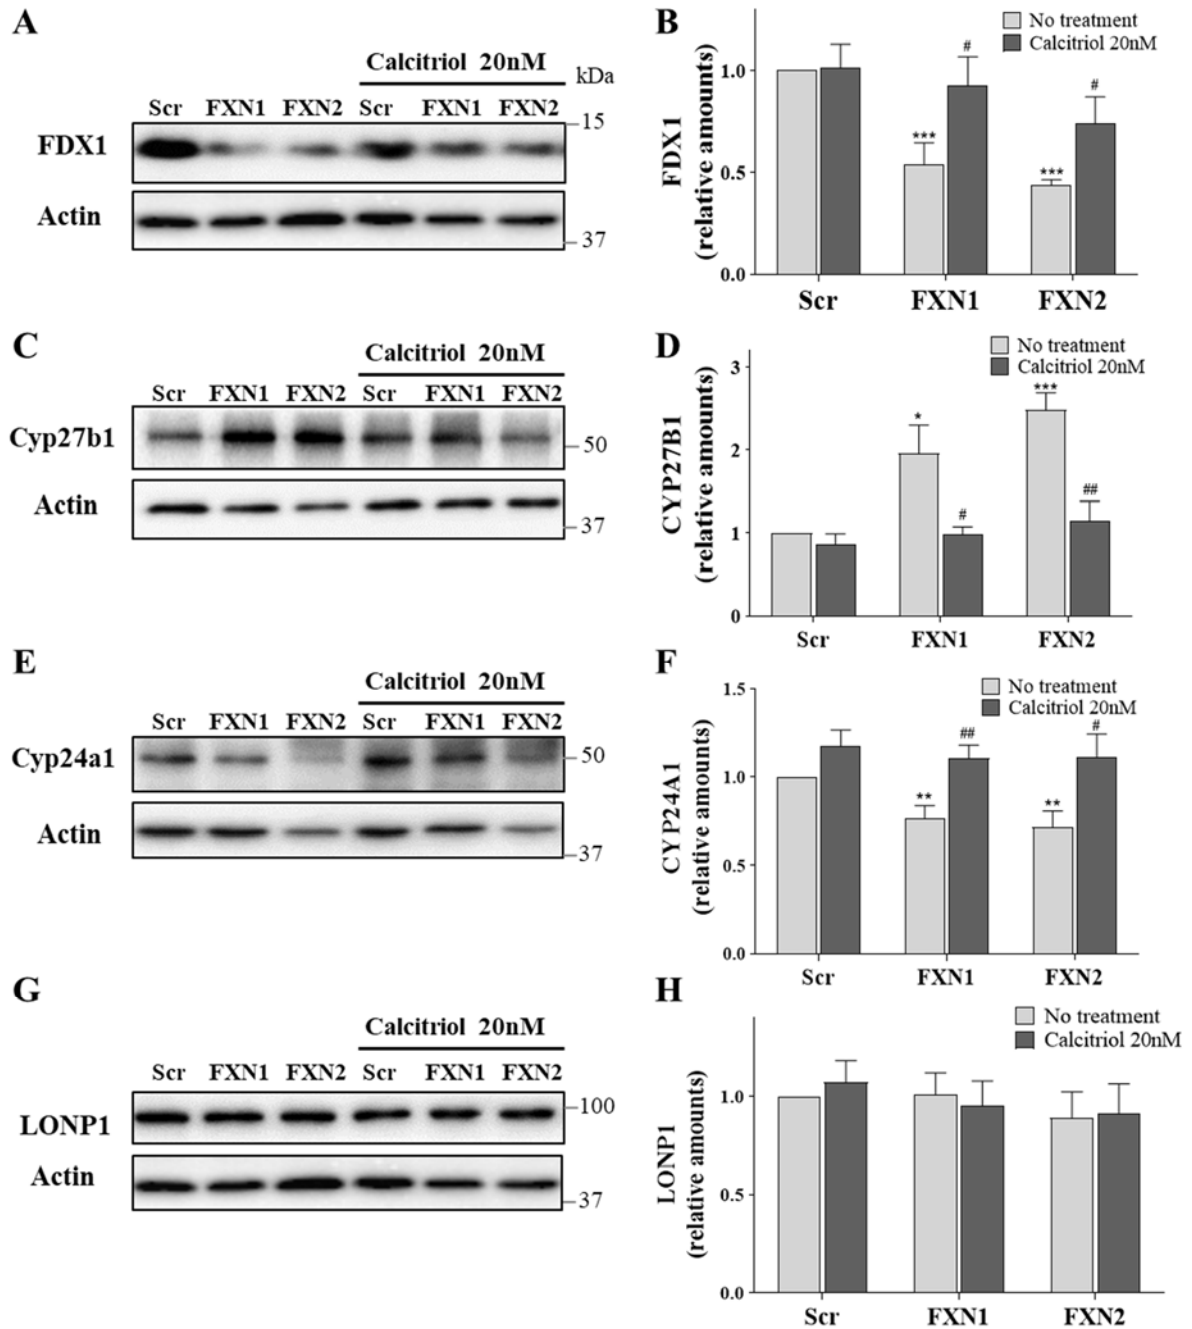 A
Calcitriol 20nM
kDa
Scr FXN1 FXN2 Scr FXN1 FXN2
15
FDX1
Actin
37
B
No treatment
Calcitriol 20nM
FDX1
(relative amounts)
1.0
0.5
0.0
***
#
***
#
Scr FXN1 FXN2
C
Calcitriol 20nM
Scr FXN1 FXN2 Scr FXN1 FXN2
Cyp27b1
50
Actin
37
D
No treatment
Calcitriol 20nM
CYP27B1
(relative amounts)
3
2
1
0
*
#
***
##
Scr FXN1 FXN2
E
Calcitriol 20nM
Scr FXN1 FXN2 Scr FXN1 FXN2
Cyp24a1
50
Actin
37
F
No treatment
Calcitriol 20nM
CYP24A1
(relative amounts)
1.5
1.0
0.5
0.0
**
##
**
#
Scr FXN1 FXN2
G
Calcitriol 20nM
Scr FXN1 FXN2 Scr FXN1 FXN2
LONP1
100
Actin
37
H
No treatment
Calcitriol 20nM
LONP1
(relative amounts)
1.0
0.5
0.0
Scr FXN1 FXN2